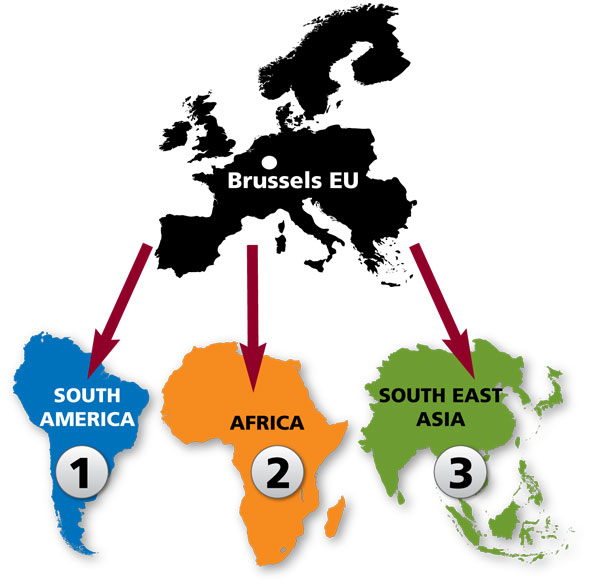 Brussels EU
SOUTH
AMERICA
1
AFRICA
2
SOUTH EAST
ASIA
3